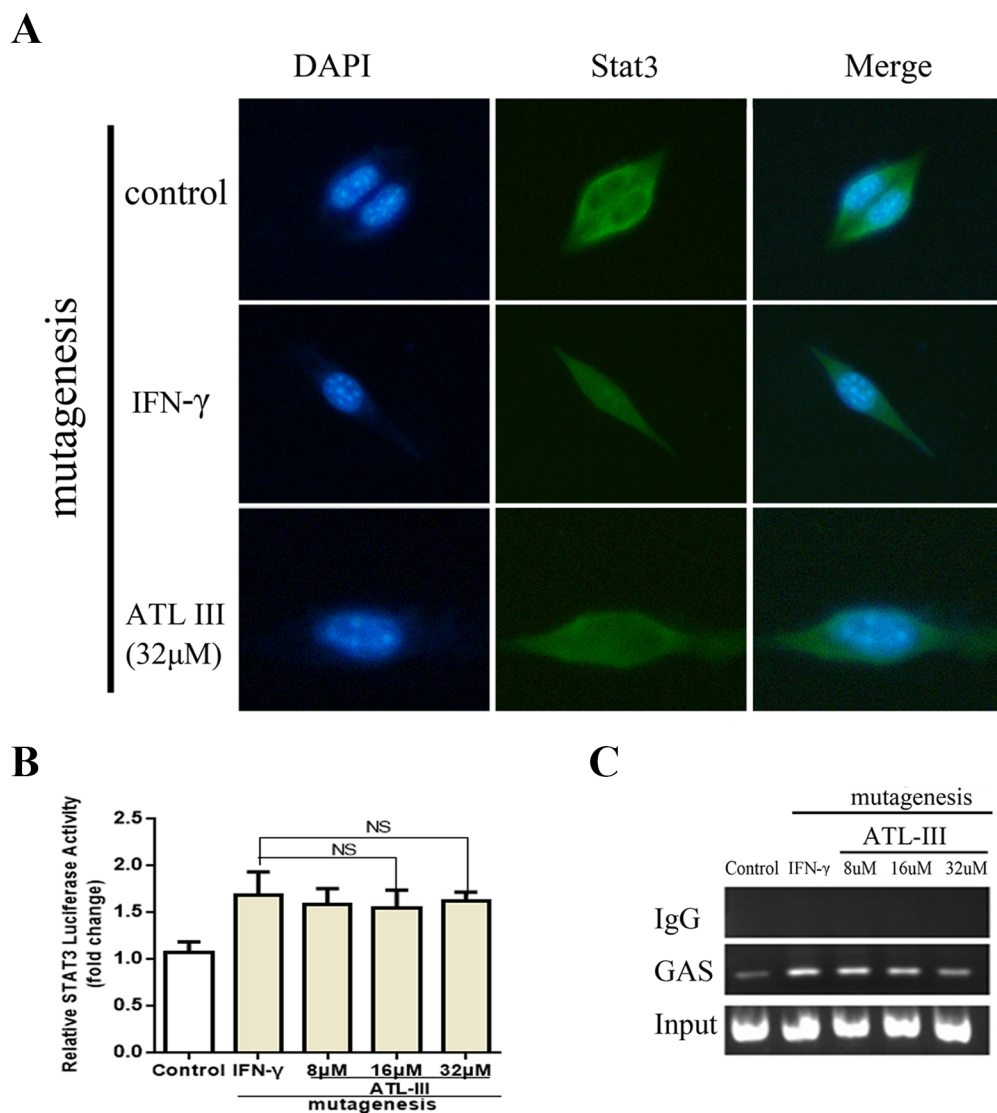 A
DAPI Stat3 Merge
mutagenesis
control
IFN-γ
ATL III
(32μM)
B
Relative STAT3 Luciferase Activity
(fold change)
2.5
2.0
1.5
1.0
0.5
0.0
NS
NS
Control IFN-γ 8μM 16μM 32μM
ATL-III
mutagenesis
C
mutagenesis
ATL-III
Control IFN-γ 8uM 16uM 32uM
IgG
GAS
Input